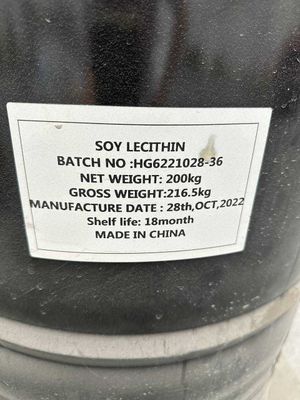 SOY LECITHIN
BATCH NO :HG6221028-36
NET WEIGHT: 200kg
GROSS WEIGHT:216.5kg
MANUFACTURE DATE : 28th,OCT,2022
Shelf life: 18month
MADE IN CHINA